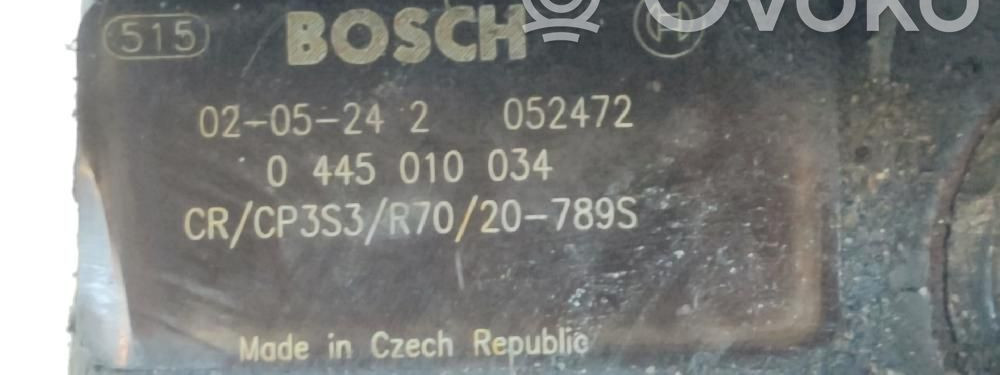 515 BOSCH OVOKO
02-05-24 2 052472
0 445 010 034
CR/CP3S3/R70/20-789S
Made in Czech Republic